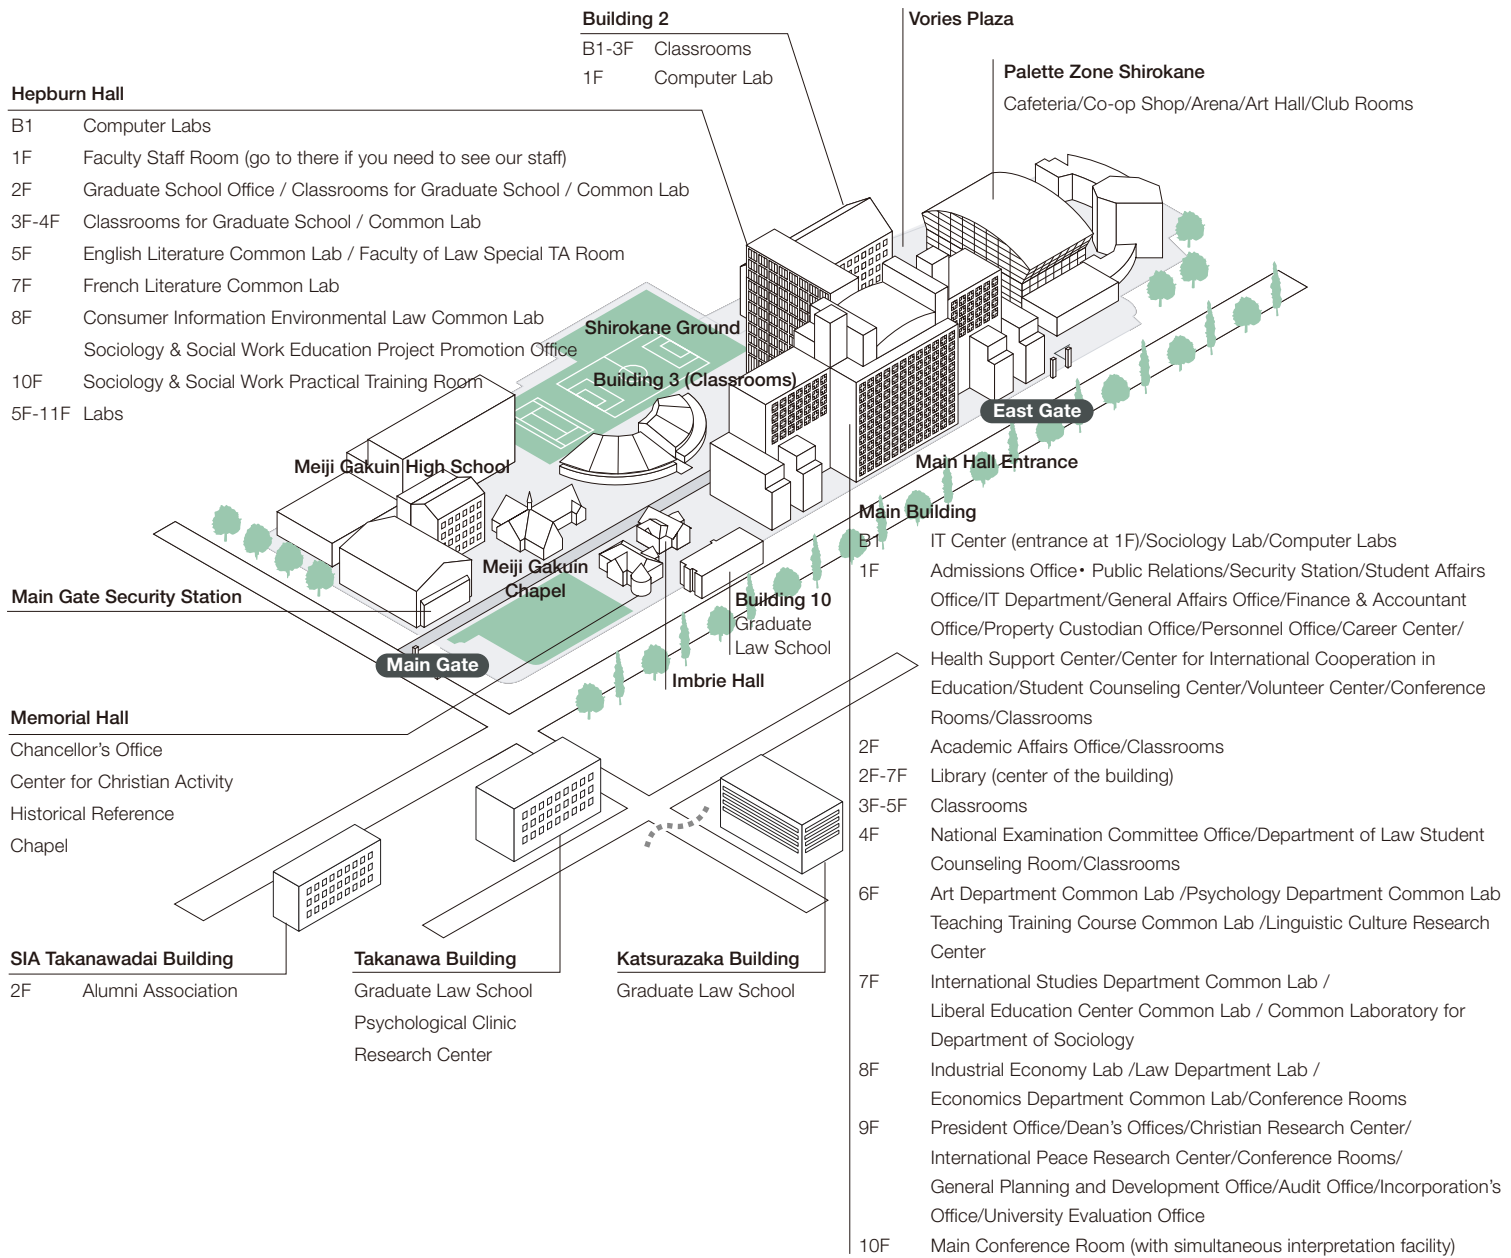 Building 2
B1-3F Classrooms
1F Computer Lab
Vories Plaza
Palette Zone Shirokane
Cafeteria/Co-op Shop/Arena/Art Hall/Club Rooms
Hepburn Hall
B1 Computer Labs
1F Faculty Staff Room (go to there if you need to see our staff)
2F Graduate School Office / Classrooms for Graduate School / Common Lab
3F-4F Classrooms for Graduate School / Common Lab
5F English Literature Common Lab / Faculty of Law Special TA Room
7F French Literature Common Lab
8F Consumer Information Environmental Law Common Lab
Sociology & Social Work Education Project Promotion Office
10F Sociology & Social Work Practical Training Room
5F-11F Labs
Shirokane Ground
Building 3 (Classrooms)
East Gate
Meiji Gakuin High School
Main Hall Entrance
Meiji Gakuin
Chapel
Main Gate Security Station
Building 10
Graduate
Law School
Main Gate
Imbrie Hall
Memorial Hall
Chancellor's Office
Center for Christian Activity
Historical Reference
Chapel
SIA Takanawadai Building
2F Alumni Association
Takanawa Building
Graduate Law School
Psychological Clinic
Research Center
Katsurazaka Building
Graduate Law School
Main Building
B1 IT Center (entrance at 1F)/Sociology Lab/Computer Labs
1F Admissions Office• Public Relations/Security Station/Student Affairs
Office/IT Department/General Affairs Office/Finance & Accountant
Office/Property Custodian Office/Personnel Office/Career Center/
Health Support Center/Center for International Cooperation in
Education/Student Counseling Center/Volunteer Center/Conference
Rooms/Classrooms
2F Academic Affairs Office/Classrooms
2F-7F Library (center of the building)
3F-5F Classrooms
4F National Examination Committee Office/Department of Law Student
Counseling Room/Classrooms
6F Art Department Common Lab /Psychology Department Common Lab
Teaching Training Course Common Lab /Linguistic Culture Research
Center
7F International Studies Department Common Lab /
Liberal Education Center Common Lab / Common Laboratory for
Department of Sociology
8F Industrial Economy Lab /Law Department Lab /
Economics Department Common Lab/Conference Rooms
9F President Office/Dean's Offices/Christian Research Center/
International Peace Research Center/Conference Rooms/
General Planning and Development Office/Audit Office/Incorporation's
Office/University Evaluation Office
10F Main Conference Room (with simultaneous interpretation facility)